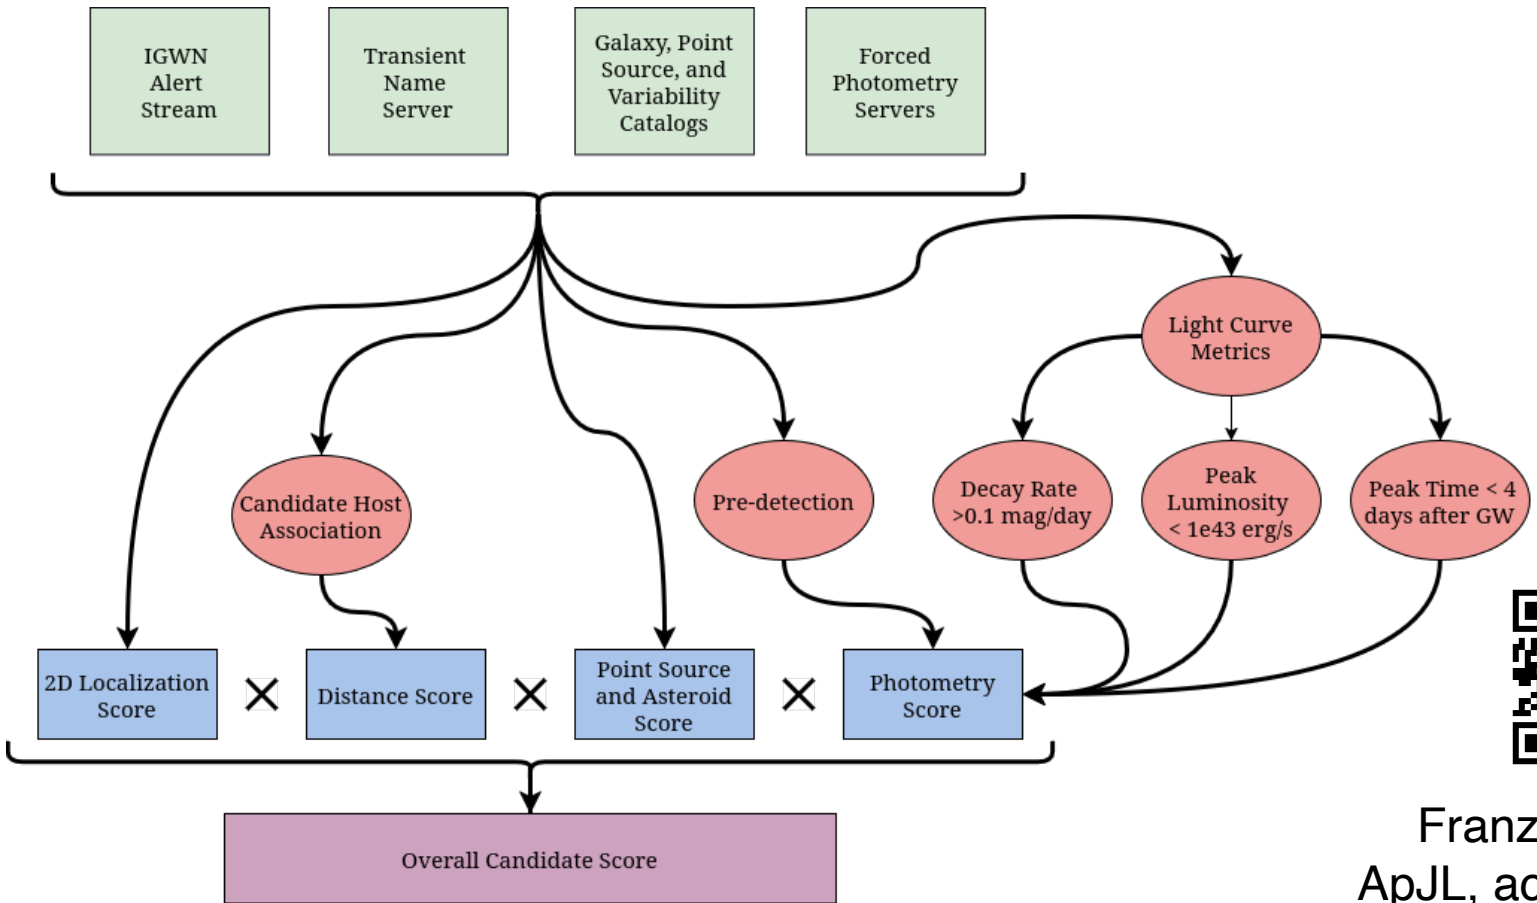 IGWN
Alert
Stream
Transient
Name
Server
Galaxy, Point
Source, and
Variability
Catalogs
Forced
Photometry
Servers
Light Curve
Metrics
Candidate Host
Association
Pre-detection
Decay Rate
>0.1 mag/day
Peak
Luminosity
< 1e43 erg/s
Peak Time < 4
days after GW
2D Localization
Score
Distance Score
Point Source
and Asteroid
Score
Photometry
Score
Overall Candidate Score
Franz
ApJL, ac